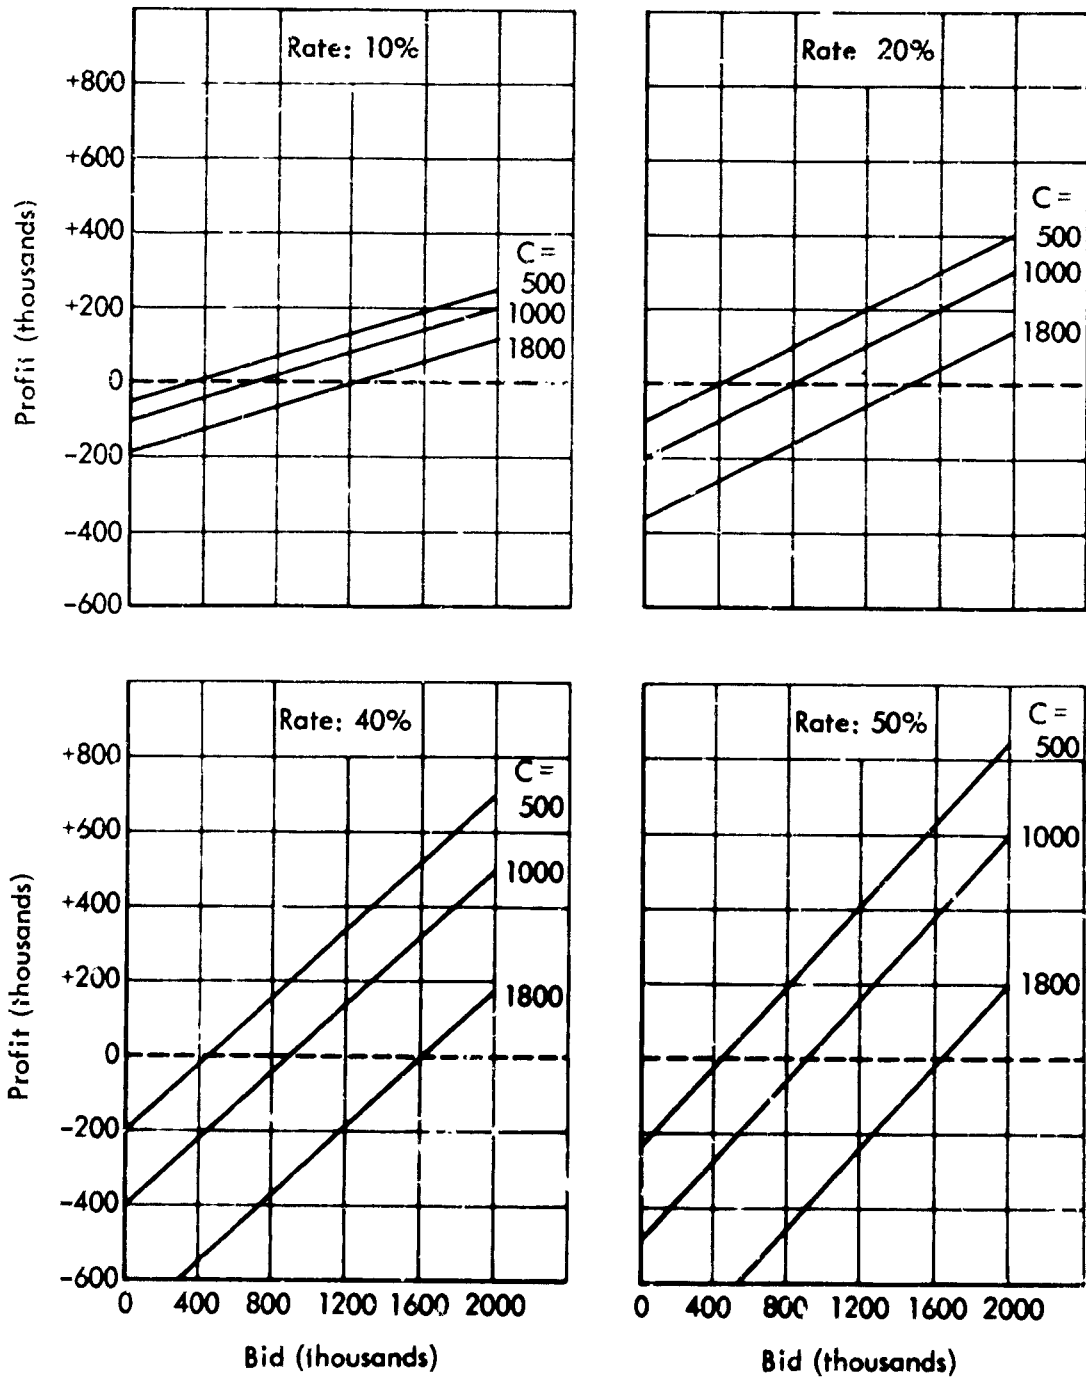 Rate: 10%
+800
+600
+400
+200
0
-200
-400
-600
Profit (thousands)
C =
500
1000
1800
Rate 20%
C =
500
1000
1800
Rate: 40%
+800
+600
+400
+200
0
-200
-400
-600
Profit (thousands)
C =
500
1000
1800
0 400 800 1200 1600 2000
Bid (thousands)
Rate: 50%
C =
500
1000
1800
0 400 800 1200 1600 2000
Bid (thousands)